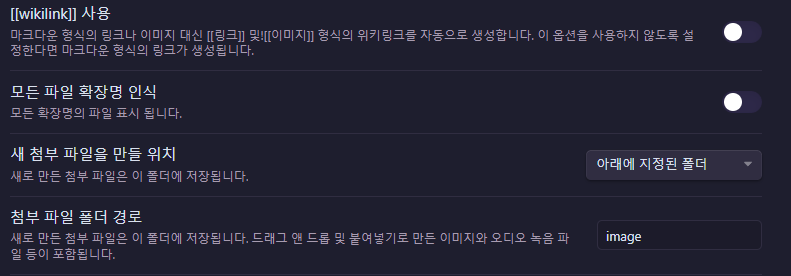 [[wikilink]] 사용
마크다운 형식의 링크나 이미지 대신 [[링크]] 및![[이미지]] 형식의 위키링크를 자동으로 생성합니다. 이 옵션을 사용하지 않도록 설
정한다면 마크다운 형식의 링크가 생성됩니다.
모든 파일 확장명 인식
모든 확장명의 파일 표시 됩니다.
새 첨부 파일을 만들 위치
아래에 지정된 폴더
새로 만든 첨부 파일은 이 폴더에 저장됩니다.
첨부 파일 폴더 경로
새로 만든 첨부 파일은 이 폴더에 저장됩니다. 드래그 앤 드롭 및 붙여넣기로 만든 이미지와 오디오 녹음 파
일 등이 포함됩니다.
image